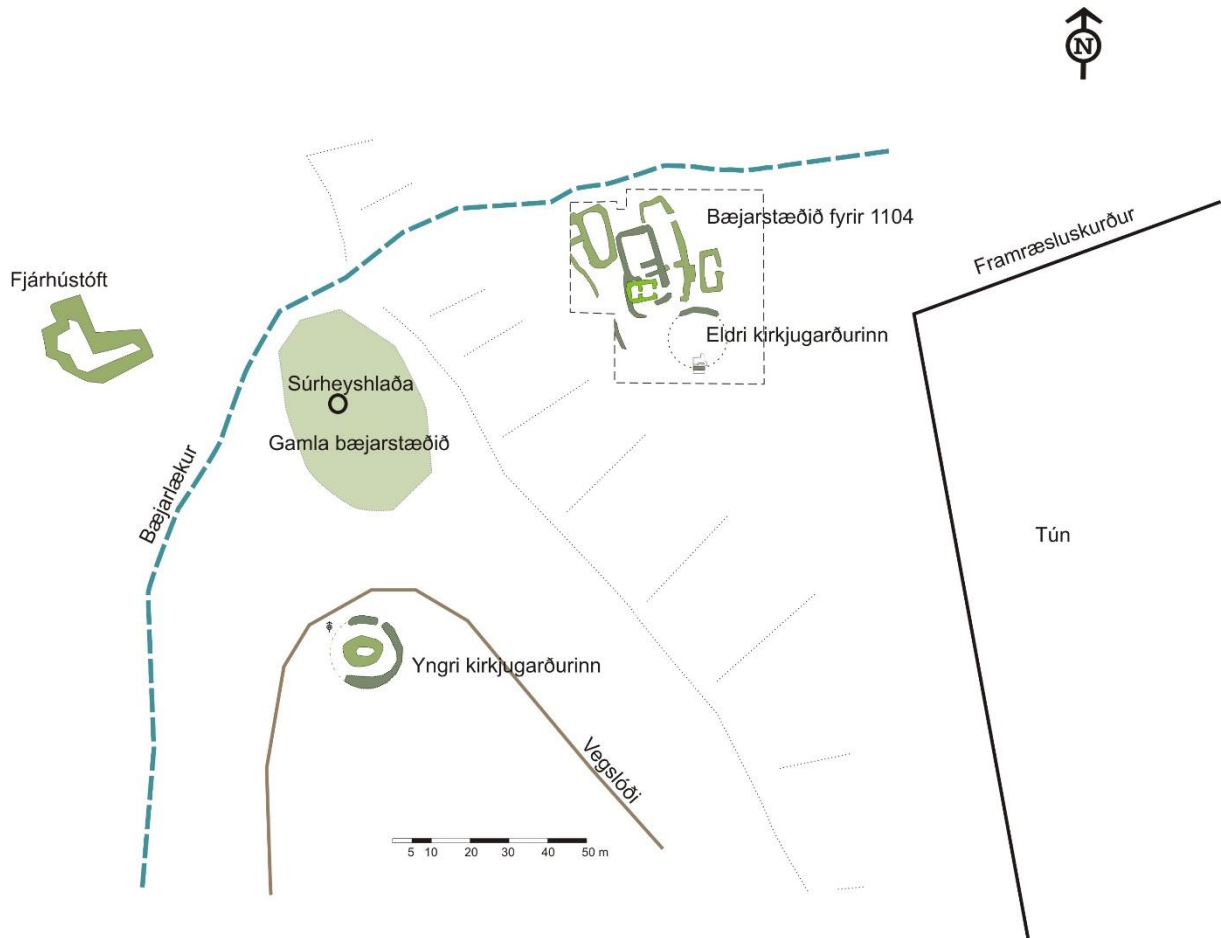 N
Bæjarstæðið fyrir 1104
Framræsluskurður
Fjárhústóft
Eldri kirkjugarðurinn
Súrheyshlaða
Gamla bæjarstæðið
Bæjarlækur
Tún
Yngri kirkjugarðurinn
Vegslóði
5 10 20 30 40 50 m